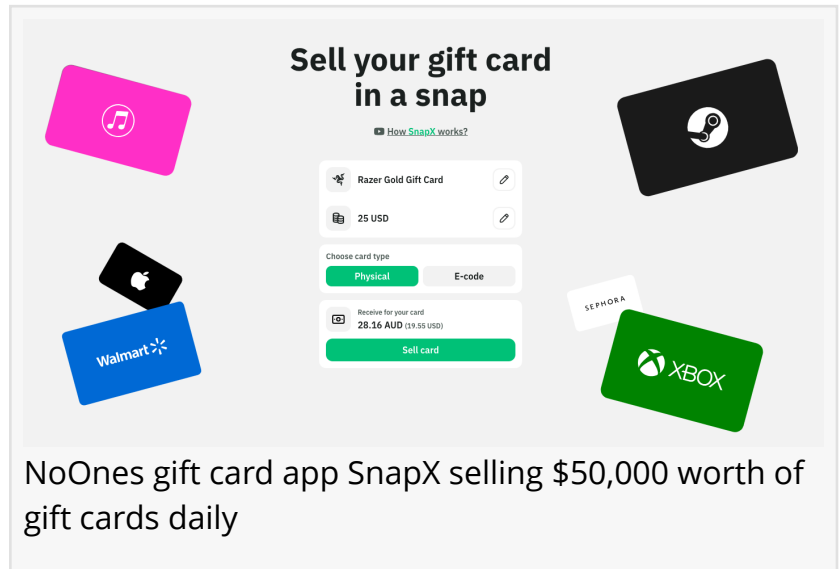 Sell your gift card
in a snap
How SnapX works?
Razer Gold Gift Card
25 USD
Choose card type
Physical
E-code
Receive for your card
28.16 AUD (19.55 USD)
Sell card
Walmart
SEPHORA
XBOX
NoOnes gift card app SnapX selling $50,000 worth of
gift cards daily